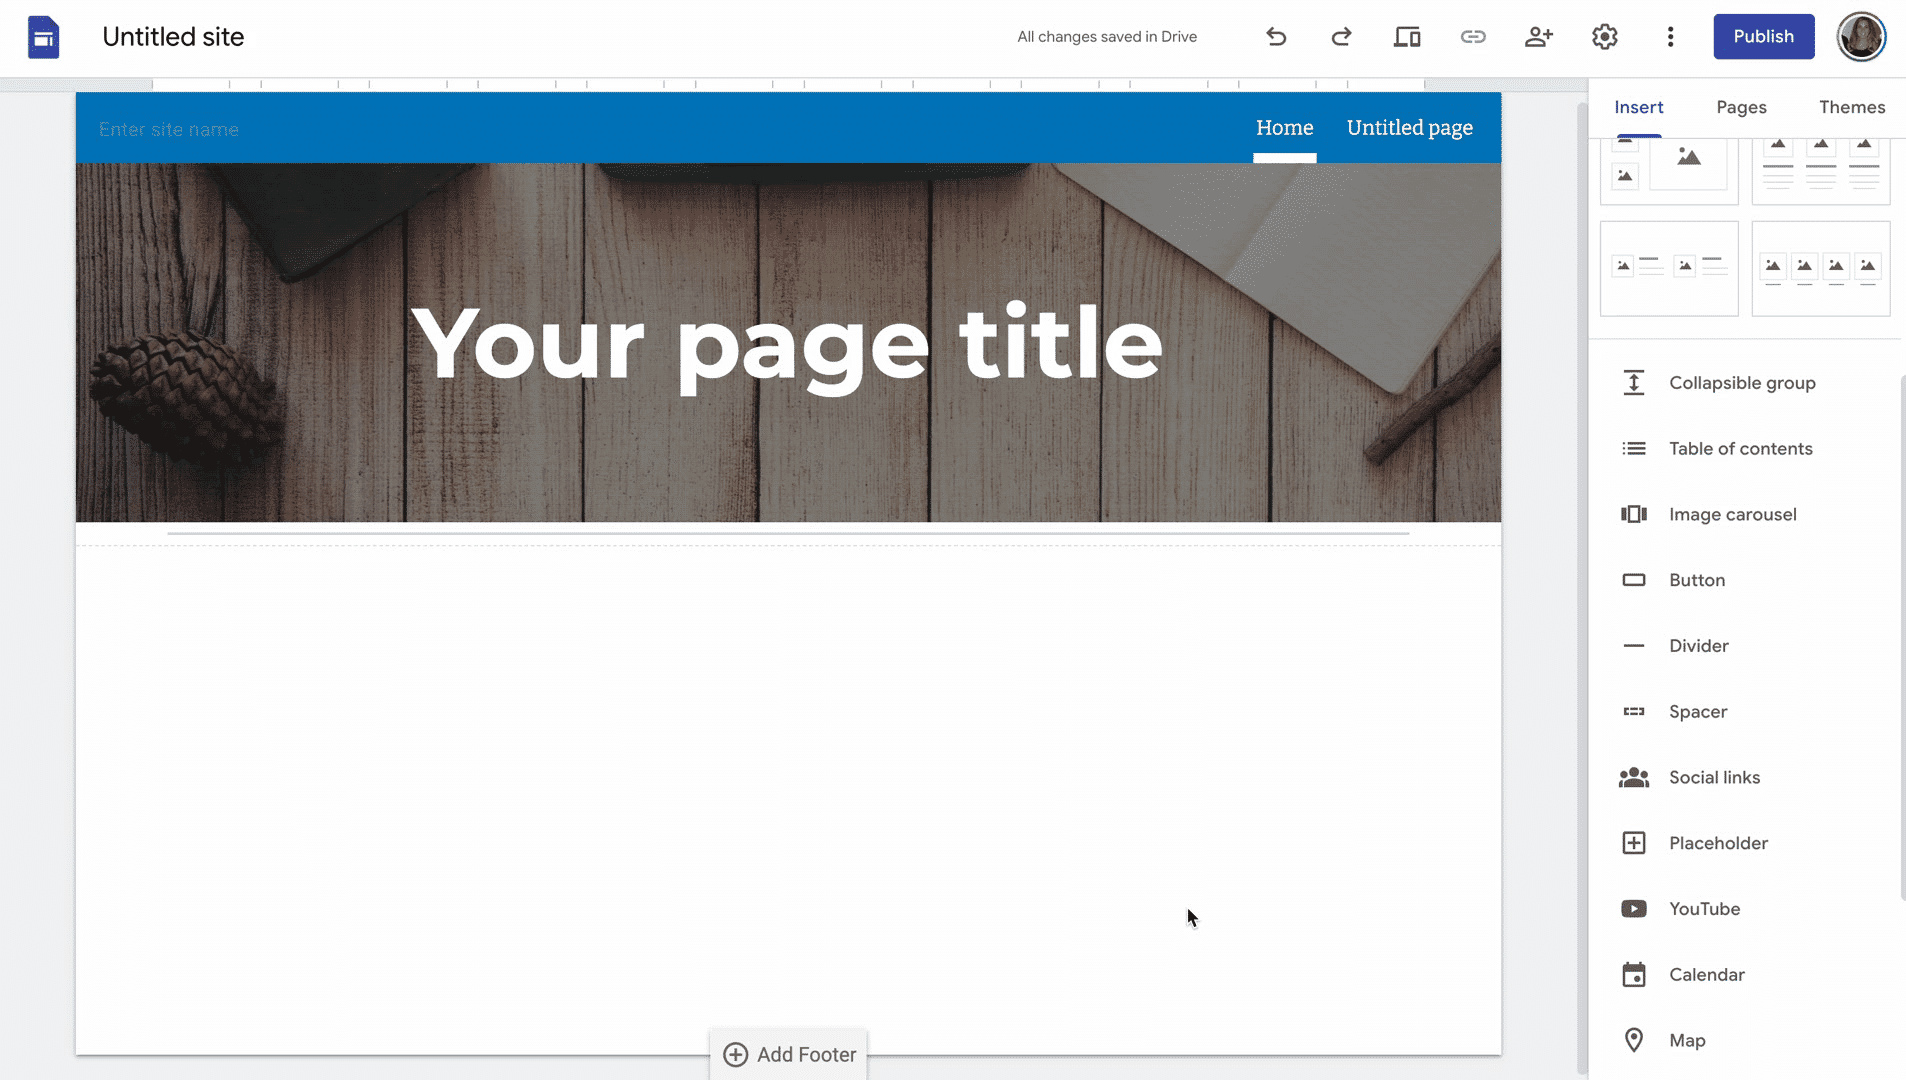 Untitled site
All changes saved in Drive
Publish
Insert
Pages
Themes
Enter site name
Home
Untitled page
Your page title
Collapsible group
Table of contents
Image carousel
Button
Divider
Spacer
Social links
Placeholder
YouTube
Calendar
Map
Add Footer